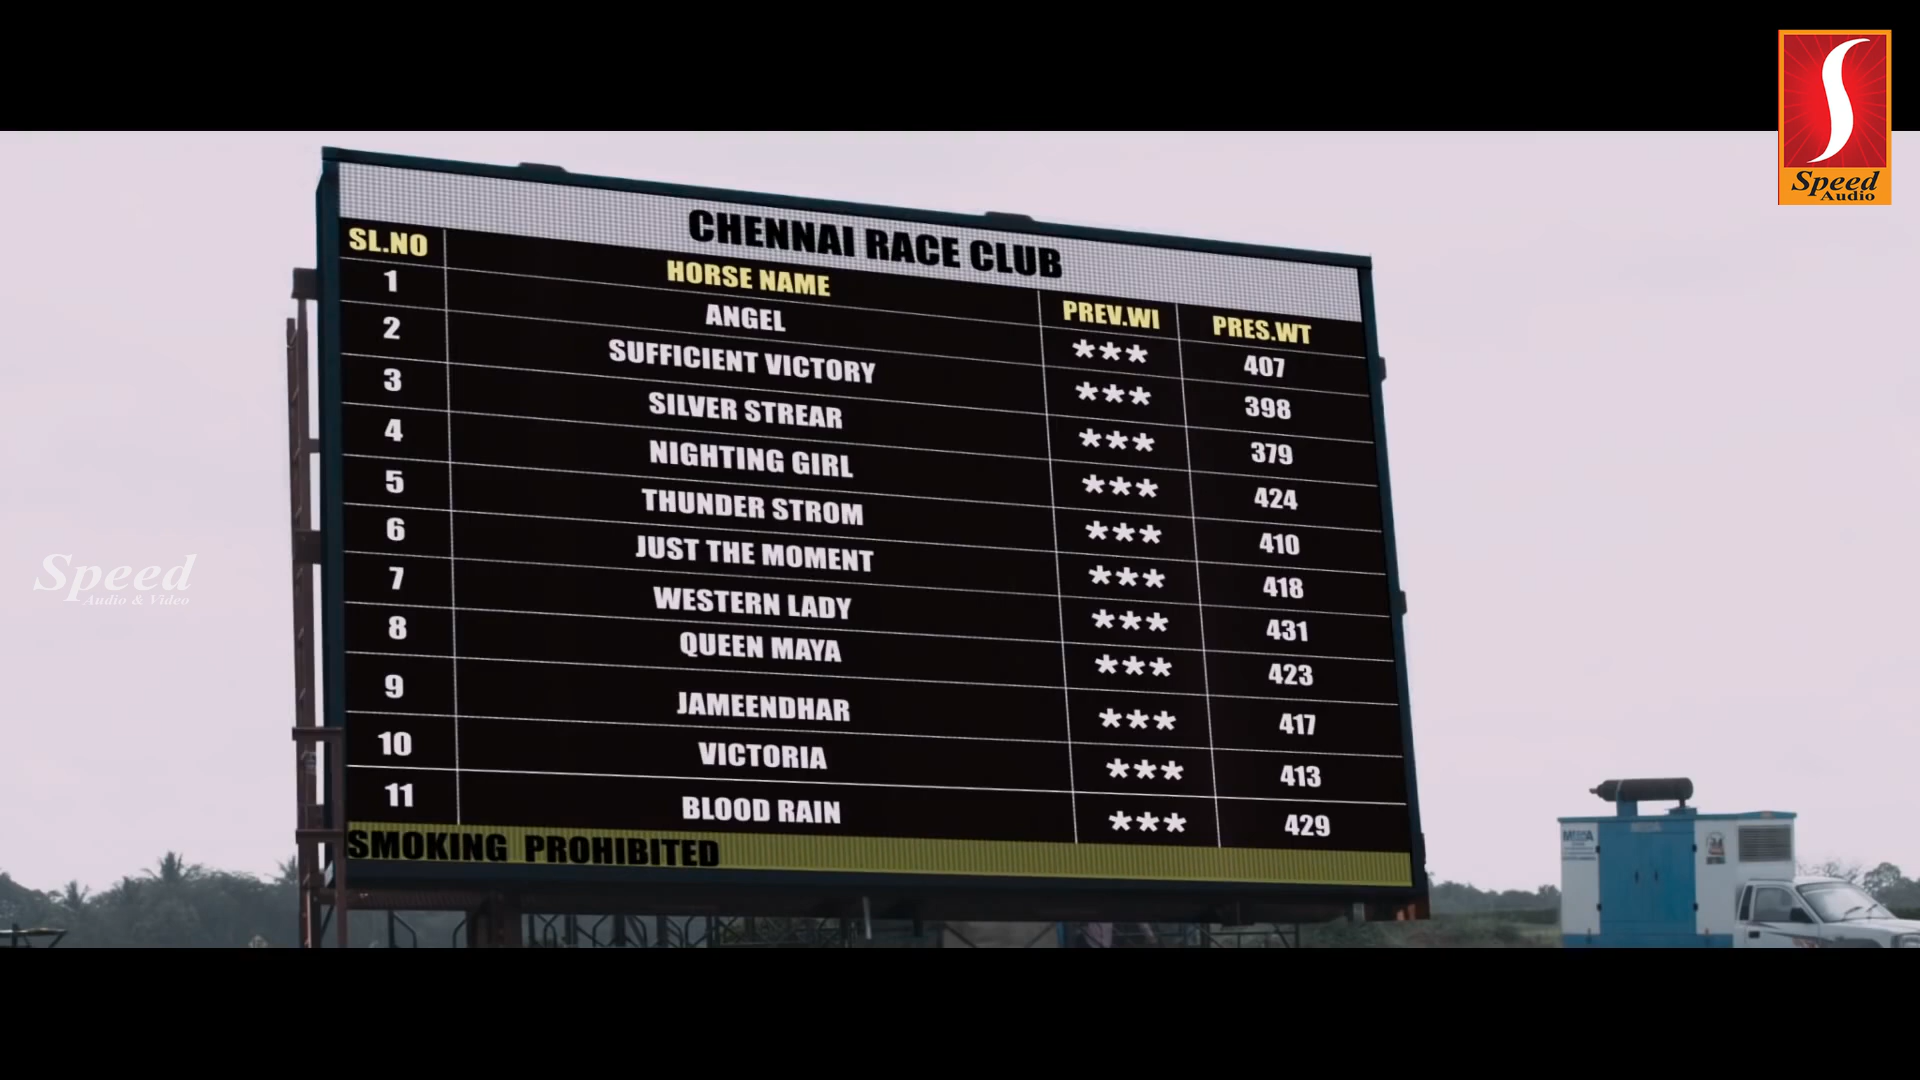 S
Speed
Audio
CHENNAI RACE CLUB
SL.NO HORSE NAME PREV.WI PRES.WT
1 ANGEL *** 407
2 SUFFICIENT VICTORY *** 398
3 SILVER STREAR *** 379
4 NIGHTING GIRL *** 424
5 THUNDER STROM *** 410
6 JUST THE MOMENT *** 418
7 WESTERN LADY *** 431
8 QUEEN MAYA *** 423
9 JAMEENDHAR *** 417
10 VICTORIA *** 413
11 BLOOD RAIN *** 429
SMOKING PROHIBITED
Speed
Audio & Video